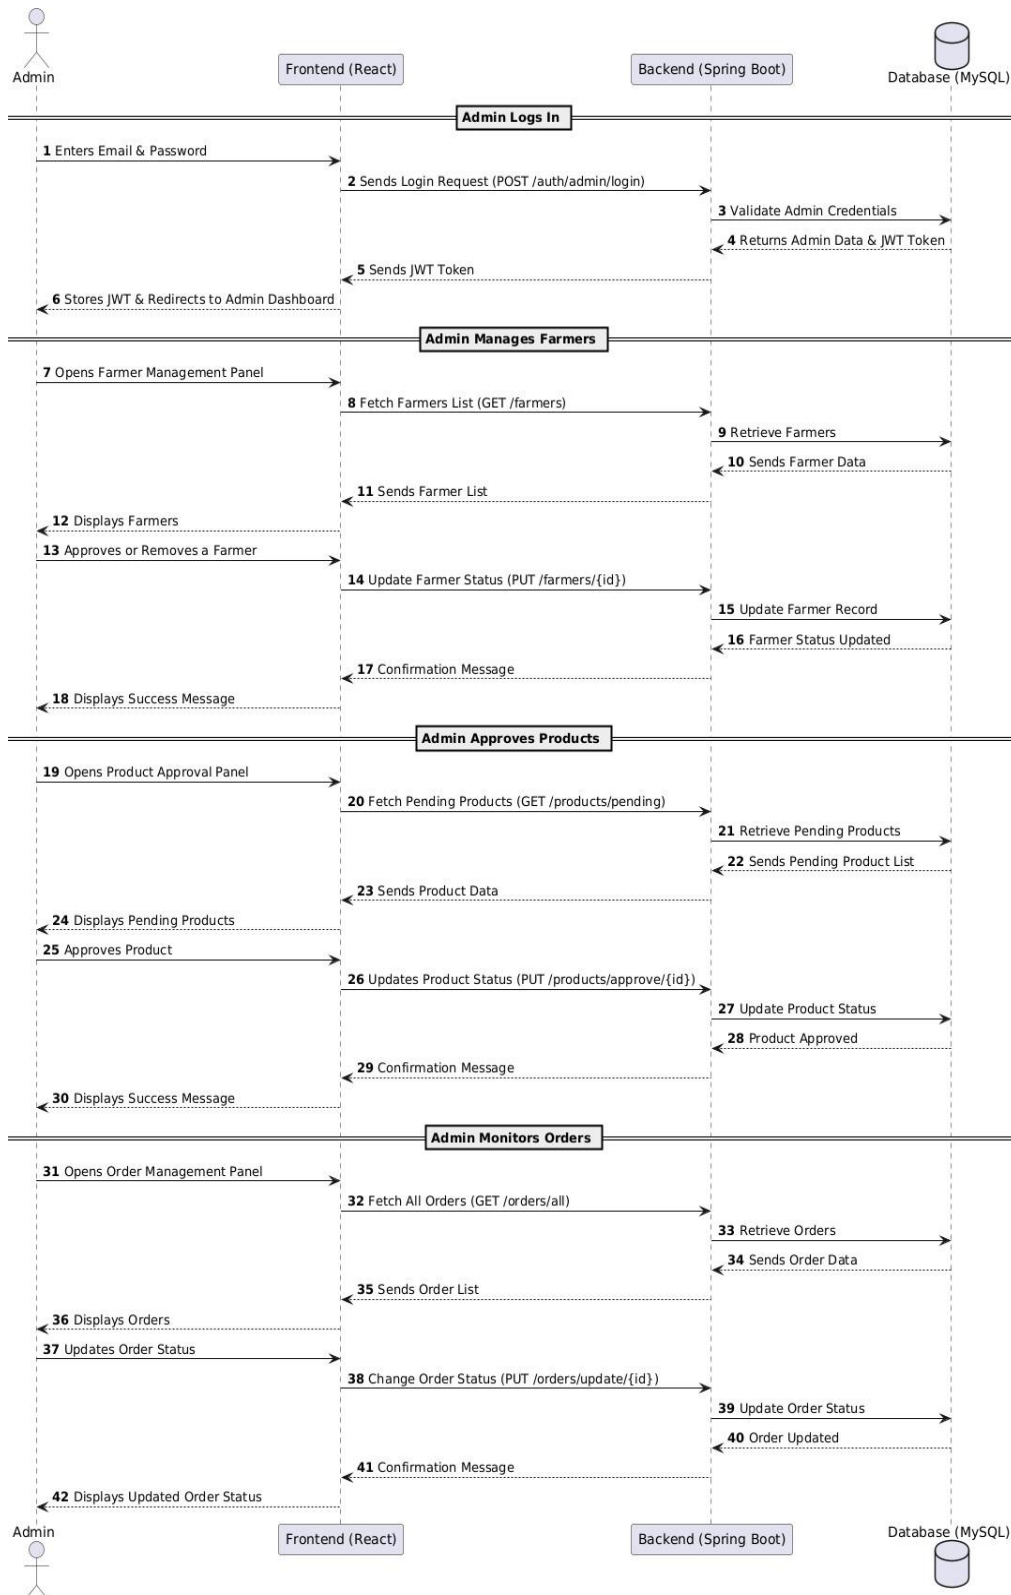 Admin
Frontend (React)
Backend (Spring Boot)
Database (MySQL)
Admin Logs In
1 Enters Email & Password
2 Sends Login Request (POST /auth/admin/login)
3 Validate Admin Credentials
4 Returns Admin Data & JWT Token
5 Sends JWT Token
6 Stores JWT & Redirects to Admin Dashboard
Admin Manages Farmers
7 Opens Farmer Management Panel
8 Fetch Farmers List (GET /farmers)
9 Retrieve Farmers
10 Sends Farmer Data
11 Sends Farmer List
12 Displays Farmers
13 Approves or Removes a Farmer
14 Update Farmer Status (PUT /farmers/{id})
15 Update Farmer Record
16 Farmer Status Updated
17 Confirmation Message
18 Displays Success Message
Admin Approves Products
19 Opens Product Approval Panel
20 Fetch Pending Products (GET /products/pending)
21 Retrieve Pending Products
22 Sends Pending Product List
23 Sends Product Data
24 Displays Pending Products
25 Approves Product
26 Updates Product Status (PUT /products/approve/{id})
27 Update Product Status
28 Product Approved
29 Confirmation Message
30 Displays Success Message
Admin Monitors Orders
31 Opens Order Management Panel
32 Fetch All Orders (GET /orders/all)
33 Retrieve Orders
34 Sends Order Data
35 Sends Order List
36 Displays Orders
37 Updates Order Status
38 Change Order Status (PUT /orders/update/{id})
39 Update Order Status
40 Order Updated
41 Confirmation Message
42 Displays Updated Order Status
Admin
Frontend (React)
Backend (Spring Boot)
Database (MySQL)